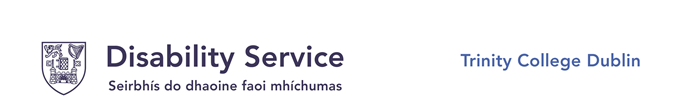 Disability Service
Seirbhís do dhaoine faoi mhíchumas
Trinity College Dublin